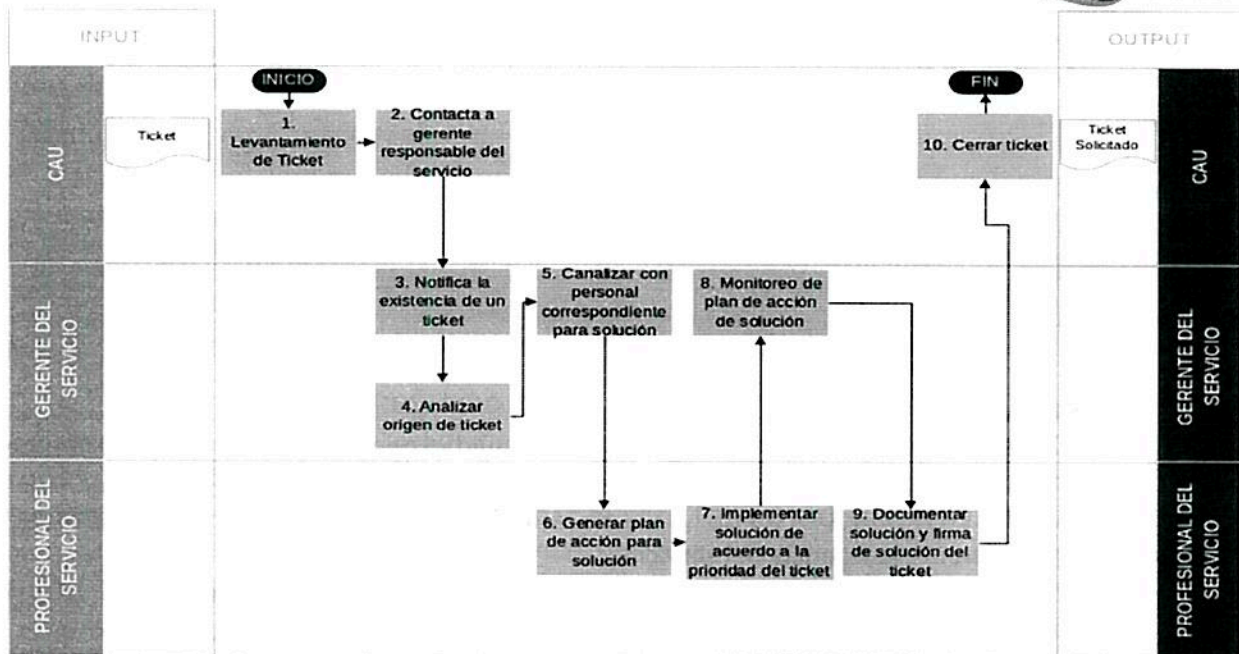 INPUT
OUTPUT
INICIO
FIN
CAU
Ticket
1.
Levantamiento
de Ticket
2. Contacta a
gerente
responsable del
servicio
10. Cerrar ticket
Ticket
Solicitado
CAU
GERENTE DEL
SERVICIO
3. Notifica la
existencia de un
ticket
4. Analizar
origen de ticket
5. Canalizar con
personal
correspondiente
para solución
8. Monitoreo de
plan de acción
de solución
GERENTE DEL
SERVICIO
PROFESIONAL DEL
SERVICIO
6. Generar plan
de acción para
solución
7. Implementar
solución de
acuerdo a la
prioridad del ticket
9. Documentar
solución y firma
de solución del
ticket
PROFESIONAL DEL
SERVICIO